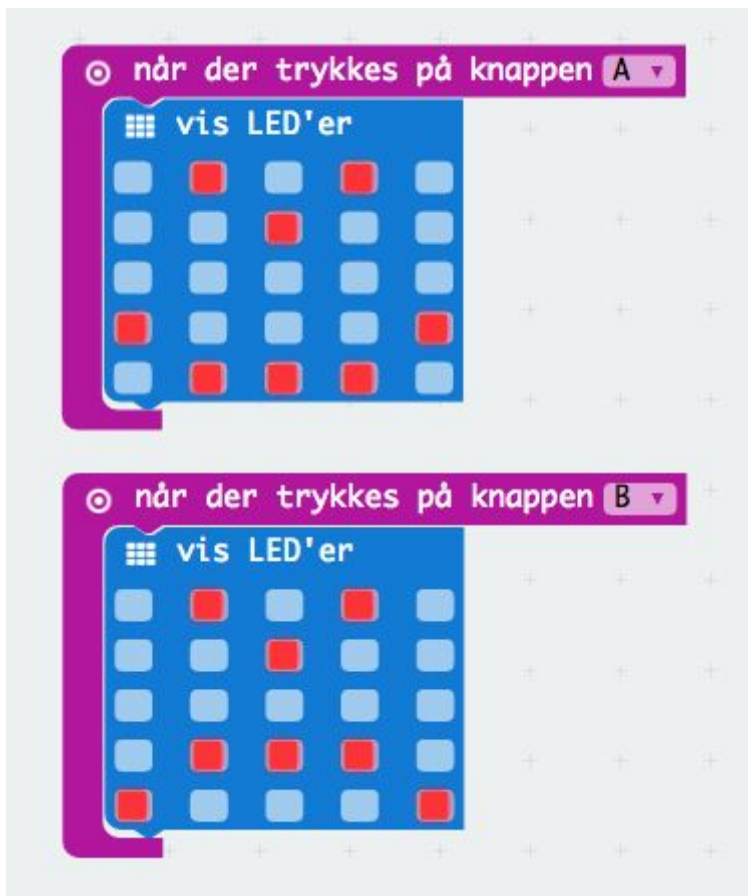 når der trykkes på knappen A
vis LED'er
når der trykkes på knappen B
vis LED'er